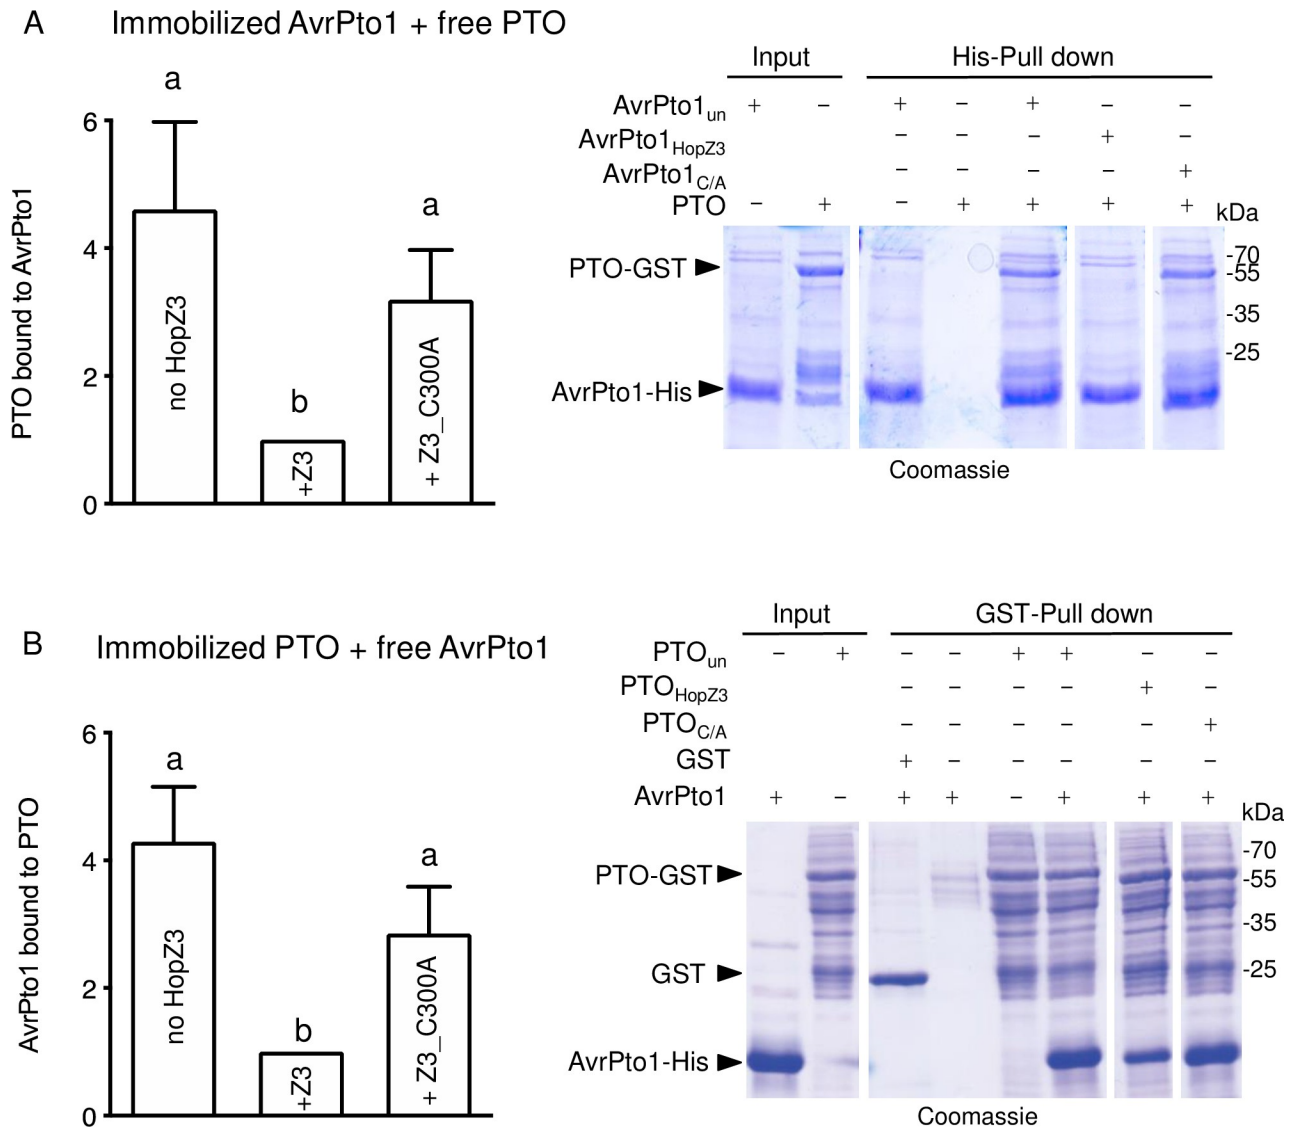 A
Immobilized AvrPto1 + free PTO
PTO bound to AvrPto1
6
4
2
0
a
b
a
no HopZ3
+Z3
+ Z3_C300A
Input
His-Pull down
AvrPto1un + − + − + − −
AvrPto1HopZ3 − − − + −
AvrPto1C/A − − − − +
PTO − + − + + + +
kDa
PTO-GST
AvrPto1-His
-70
-55
-35
-25
Coomassie
B
Immobilized PTO + free AvrPto1
AvrPto1 bound to PTO
6
4
2
0
a
b
a
no HopZ3
+Z3
+ Z3_C300A
Input
GST-Pull down
PTOun − + − − + + − −
PTOHopZ3 − − − − + −
PTOC/A − − − − − +
GST + − − − − −
AvrPto1 + − + + − + + +
kDa
PTO-GST
GST
AvrPto1-His
-70
-55
-35
-25
Coomassie